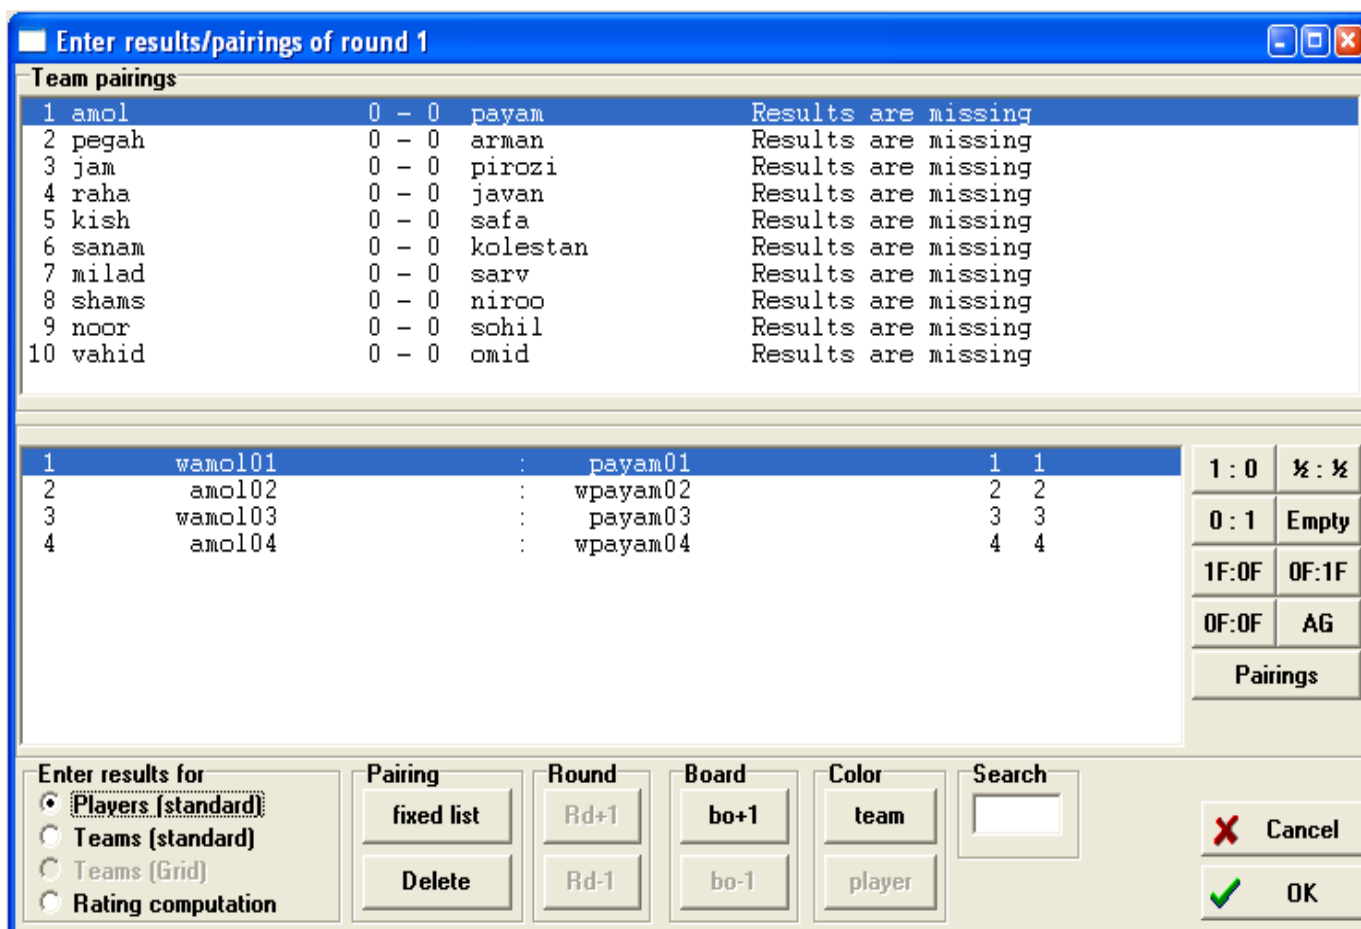 Enter results/pairings of round 1
Team pairings
1 amol 0 - 0 payam Results are missing
2 pegah 0 - 0 arman Results are missing
3 jam 0 - 0 pirozi Results are missing
4 raha 0 - 0 javan Results are missing
5 kish 0 - 0 safa Results are missing
6 sanam 0 - 0 kolestan Results are missing
7 milad 0 - 0 sarv Results are missing
8 shams 0 - 0 niroo Results are missing
9 noor 0 - 0 sohil Results are missing
10 vahid 0 - 0 omid Results are missing
1 wamol01 : payam01 1 1
2 amol02 : wpayam02 2 2
3 wamol03 : payam03 3 3
4 amol04 : wpayam04 4 4
1 : 0 ½ : ½
0 : 1 Empty
1F:0F 0F:1F
0F:0F AG
Pairings
Enter results for Pairing Round Board Color Search
Players (standard) fixed list Rd+1 bo+1 team
Teams (standard) Cancel
Teams (Grid) Delete Rd-1 bo-1 player OK
Rating computation